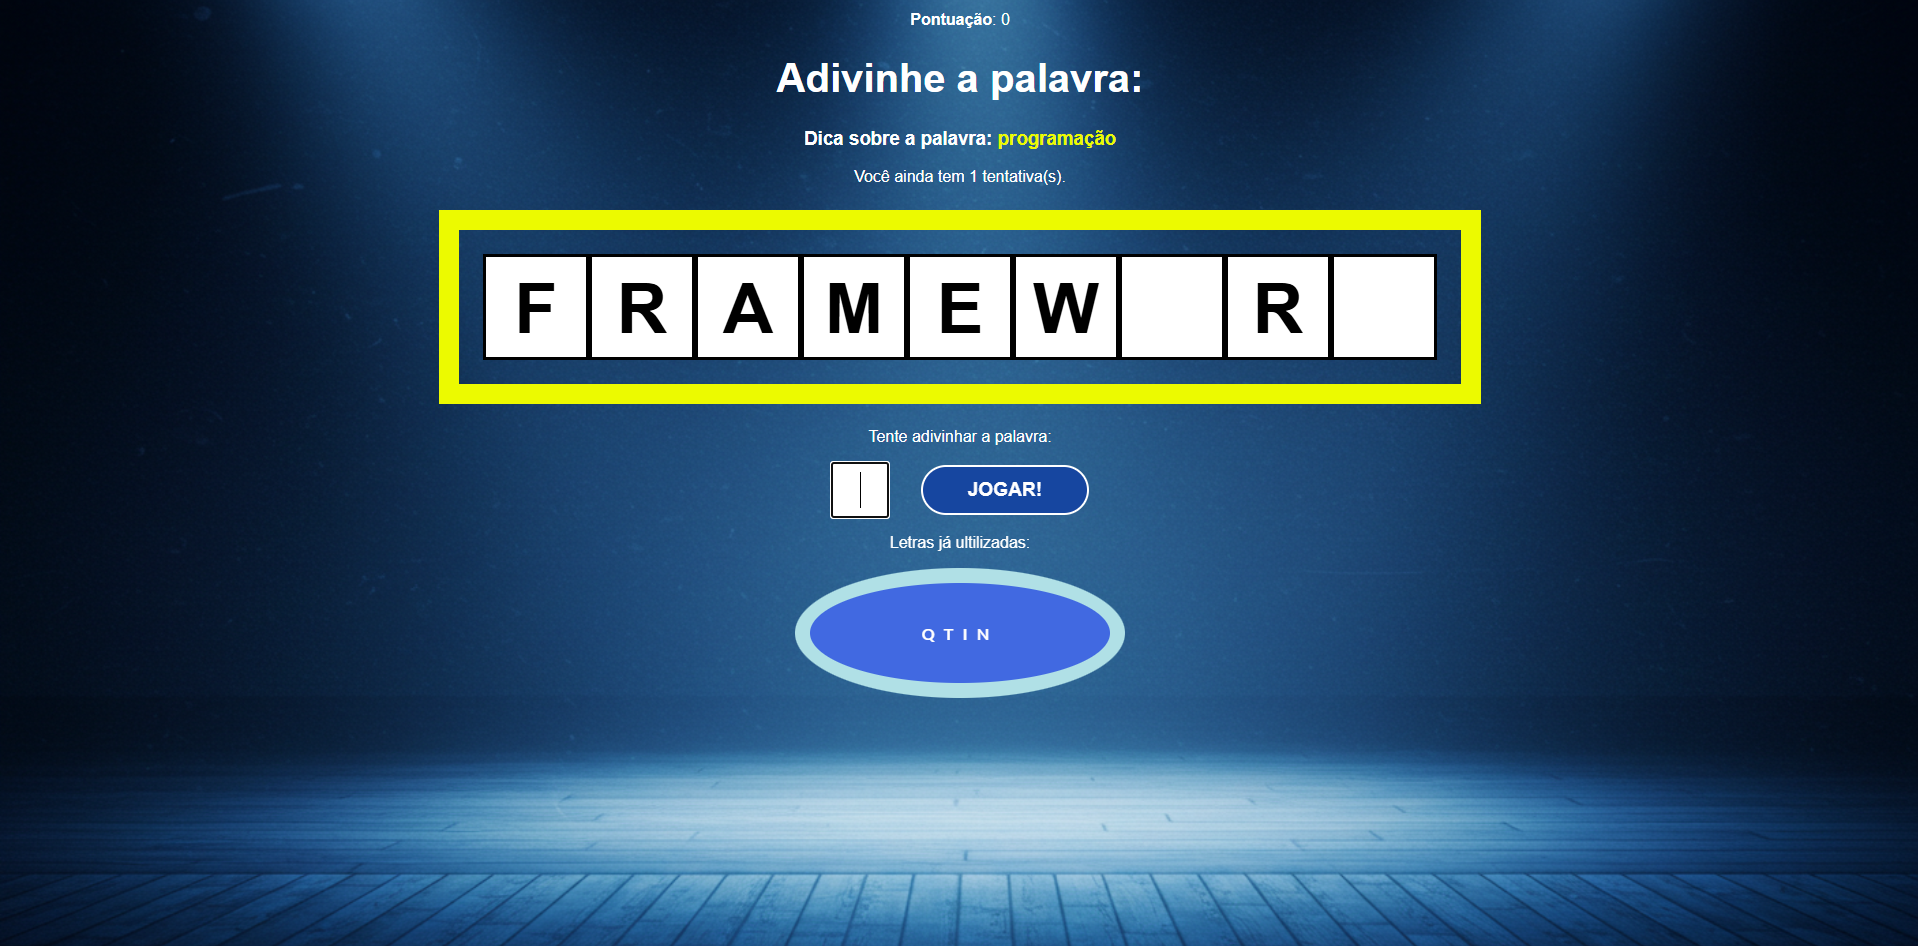 Pontuação: 0
Adivinhe a palavra:
Dica sobre a palavra: programação
Você ainda tem 1 tentativa(s).
F R A M E W R
Tente adivinhar a palavra:
JOGAR!
Letras já ultilizadas:
Q T I N